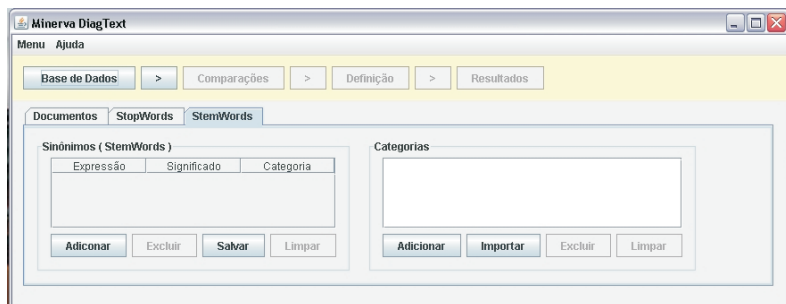 Minerva DiagText
Menu Ajuda
Base de Dados > Comparações > Definição > Resultados
Documentos StopWords StemWords
Sinônimos ( StemWords ) Categorias
Expressão Significado Categoria
Adiconar Excluir Salvar Limpar Adicionar Importar Excluir Limpar